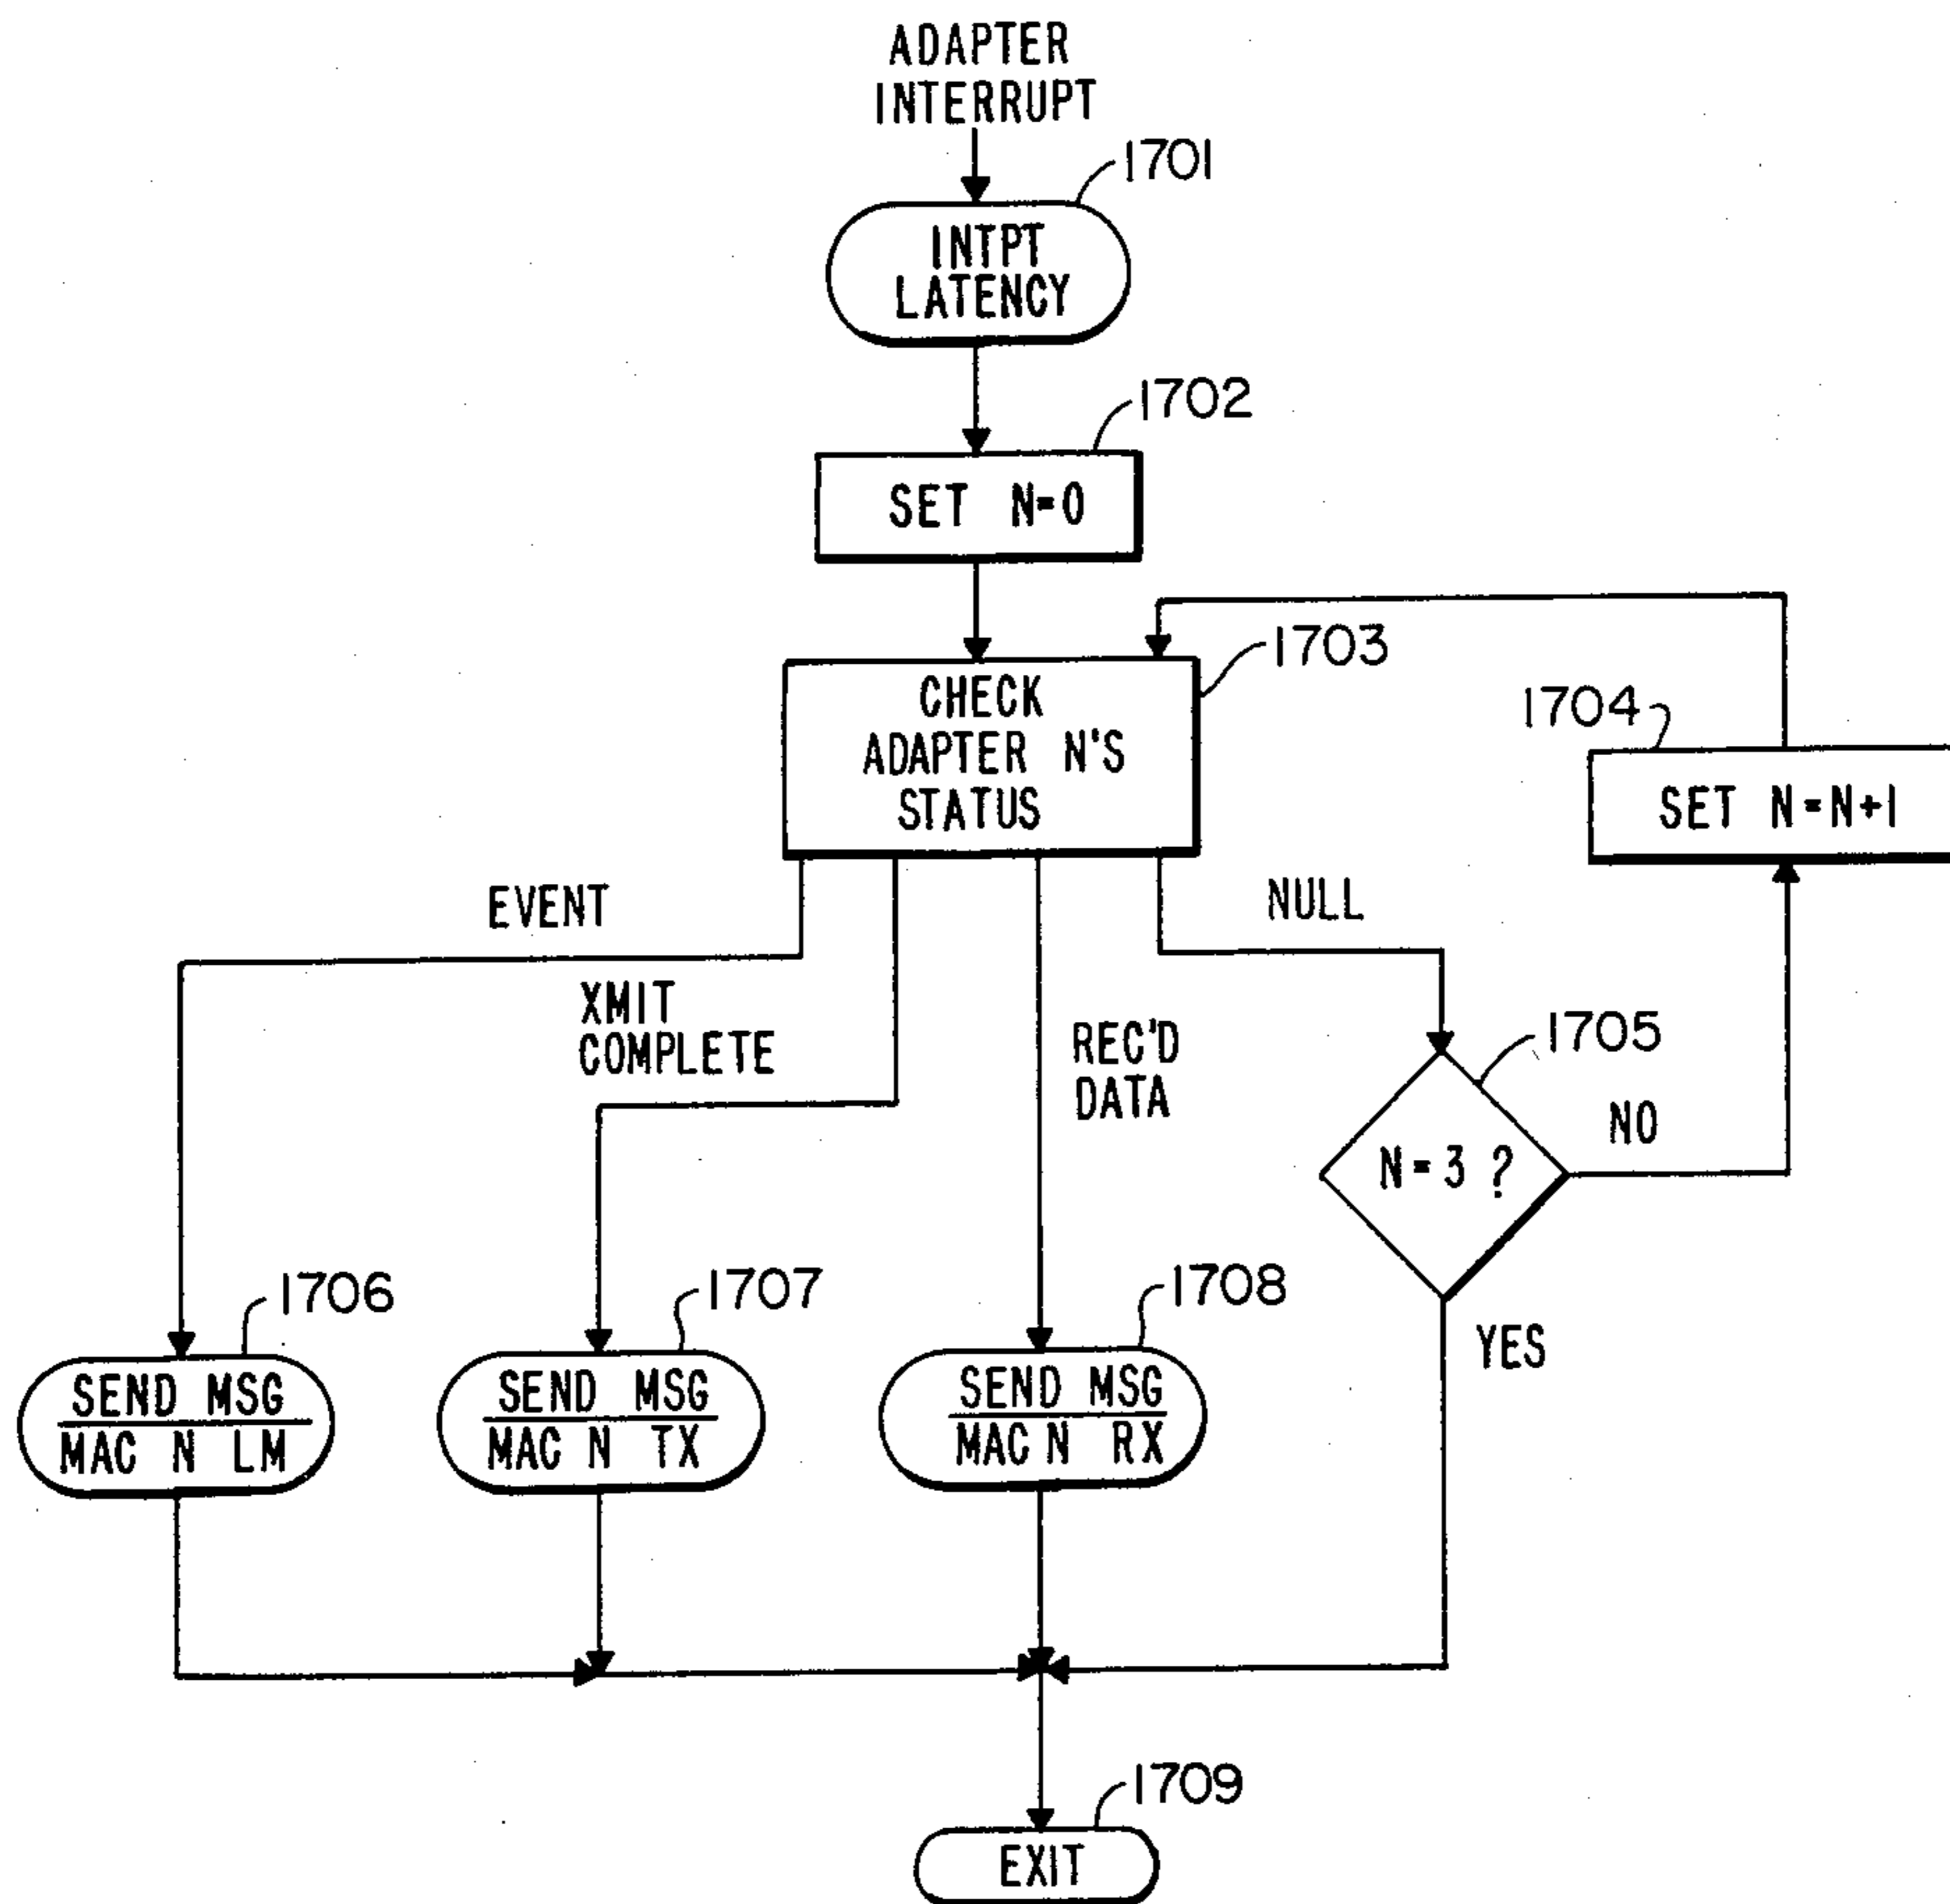 ADAPTER
INTERRUPT
1701
INTPT
LATENCY
1702
SET N=0
1703
CHECK
ADAPTER N'S
STATUS
1704
SET N=N+1
EVENT
NULL
XMIT
COMPLETE
REC'D
DATA
1705
N=3 ?
NO
YES
1706
SEND MSG
MAC N LM
1707
SEND MSG
MAC N TX
1708
SEND MSG
MAC N RX
1709
EXIT